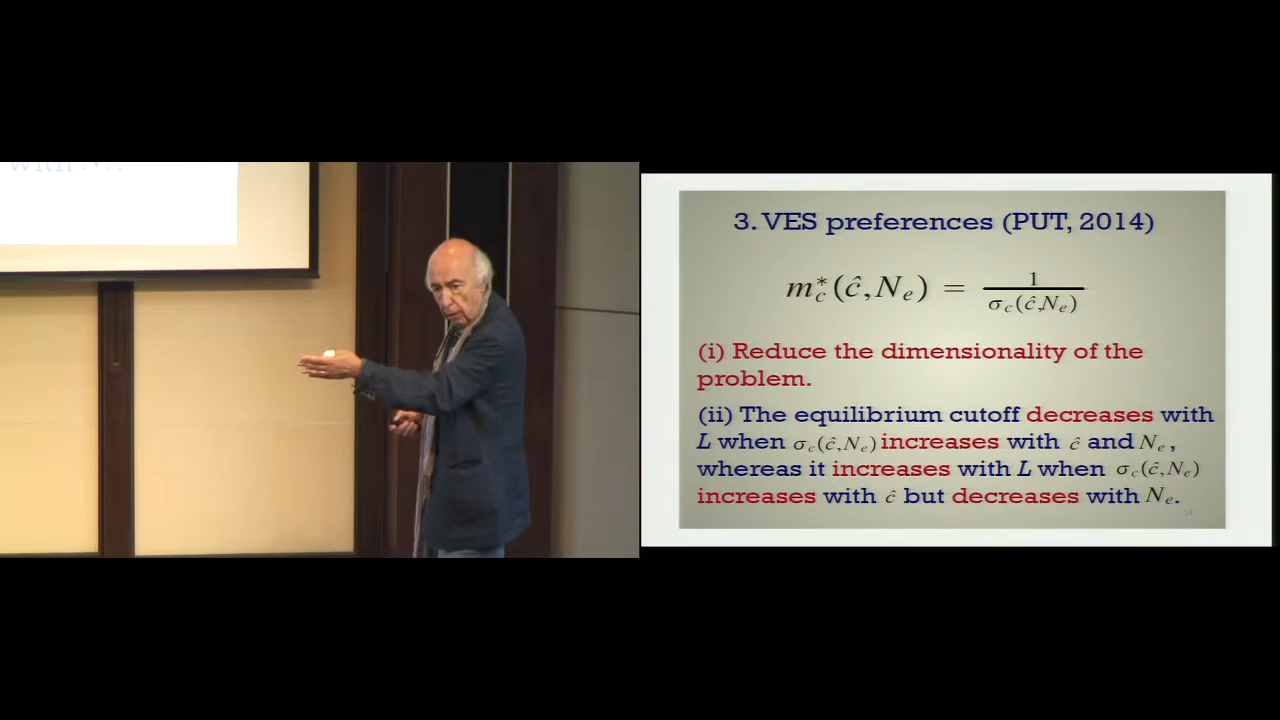 with N
3. VES preferences (PUT, 2014)
m*c(ĉ,Ne) = 1/σc(ĉ,Ne)
(i) Reduce the dimensionality of the
problem.
(ii) The equilibrium cutoff decreases with
L when σc(ĉ,Ne) increases with ĉ and Ne,
whereas it increases with L when σc(ĉ,Ne)
increases with ĉ but decreases with Ne.